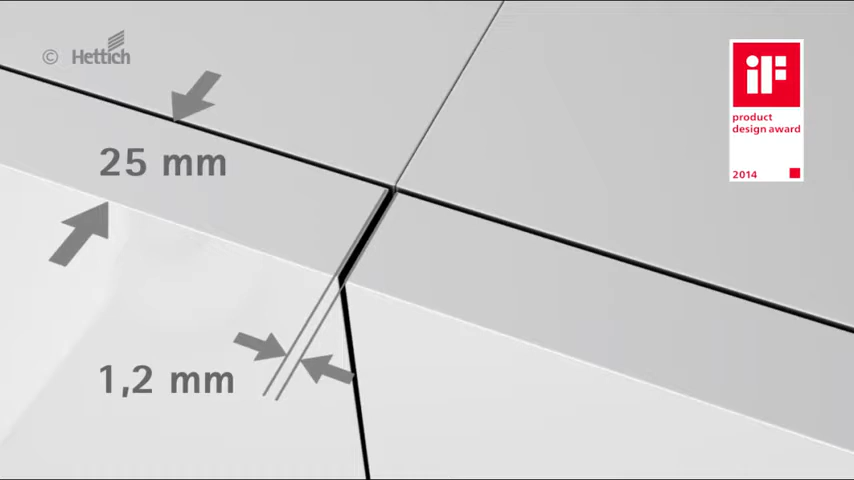 © Hettich
iF
product
design award
2014
25 mm
1,2 mm